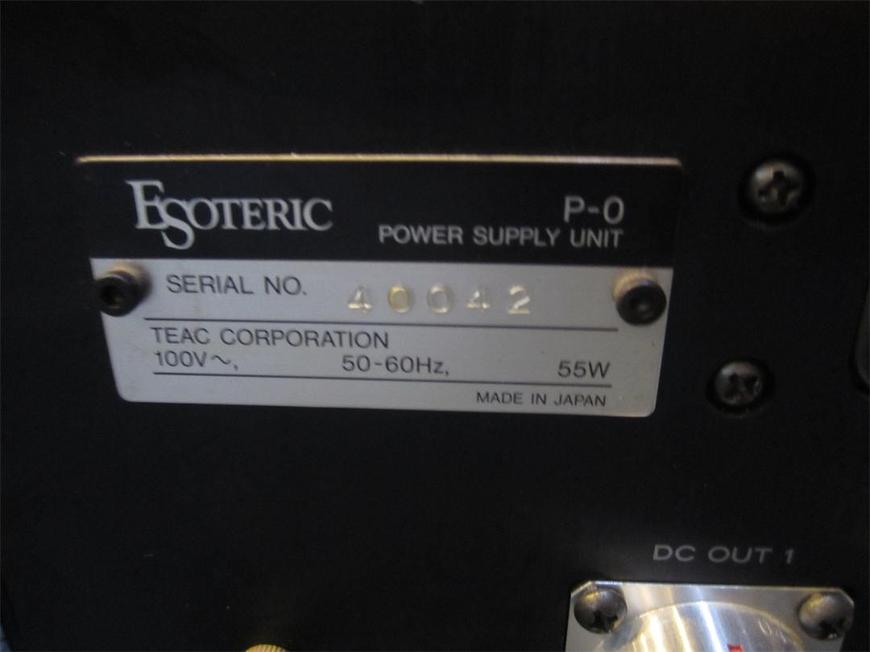 ESOTERIC
P-0
POWER SUPPLY UNIT
SERIAL NO. 40042
TEAC CORPORATION
100V~, 50-60Hz, 55W
MADE IN JAPAN
DC OUT 1